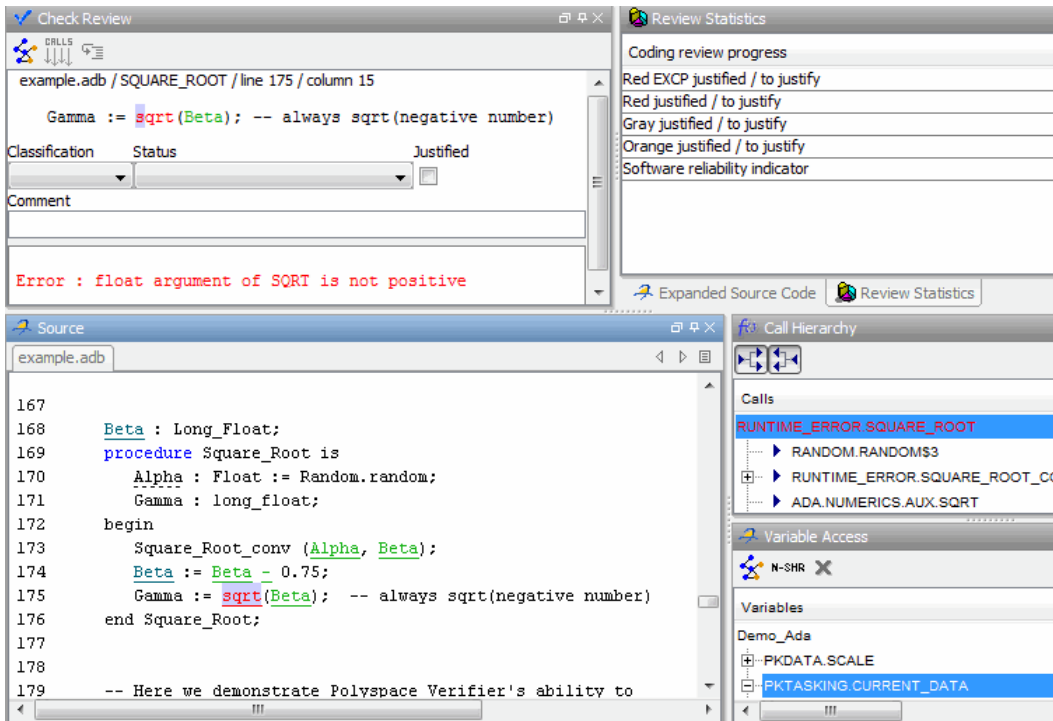 Check Review
CALLS
example.adb / SQUARE_ROOT / line 175 / column 15
Gamma := sqrt(Beta); -- always sqrt(negative number)
Classification Status Justified
Comment
Error : float argument of SQRT is not positive
Review Statistics
Coding review progress
Red EXCP justified / to justify
Red justified / to justify
Gray justified / to justify
Orange justified / to justify
Software reliability indicator
Expanded Source Code Review Statistics
Source
example.adb
167
168 Beta : Long_Float;
169 procedure Square_Root is
170 Alpha : Float := Random.random;
171 Gamma : long_float;
172 begin
173 Square_Root_conv (Alpha, Beta);
174 Beta := Beta - 0.75;
175 Gamma := sqrt(Beta); -- always sqrt(negative number)
176 end Square_Root;
177
178
179 -- Here we demonstrate Polyspace Verifier's ability to
Call Hierarchy
Calls
RUNTIME_ERROR.SQUARE_ROOT
RANDOM.RANDOM$3
RUNTIME_ERROR.SQUARE_ROOT_CO
ADA.NUMERICS.AUX.SQRT
Variable Access
N-SHR
Variables
Demo_Ada
PKDATA.SCALE
PKTASKING.CURRENT_DATA